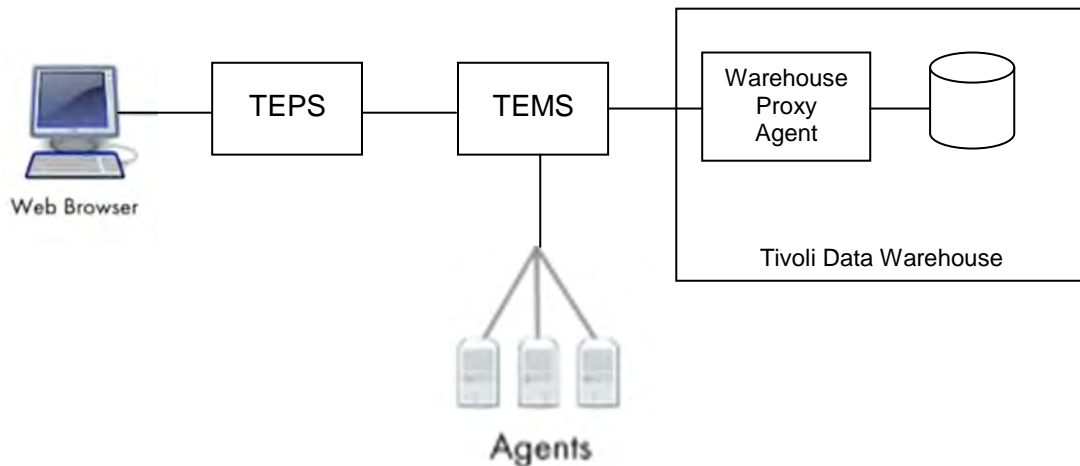 TEPS
TEMS
Warehouse
Proxy
Agent
Web Browser
Tivoli Data Warehouse
Agents